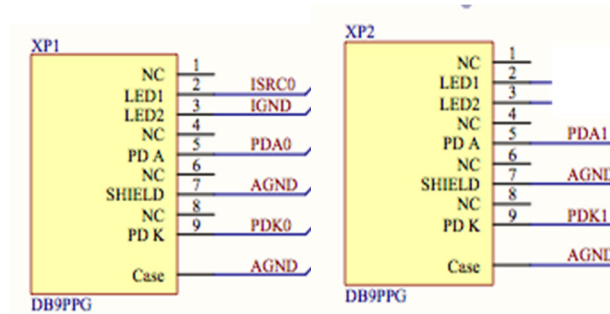 XP1
NC 1
LED1 2 ISRC0
LED2 3 IGND
NC 4
PD A 5 PDA0
NC 6
SHIELD 7 AGND
NC 8
PD K 9 PDK0
Case AGND
DB9PPG
XP2
NC 1
LED1 2
LED2 3
NC 4
PD A 5 PDA1
NC 6
SHIELD 7 AGND
NC 8
PD K 9 PDK1
Case AGND
DB9PPG